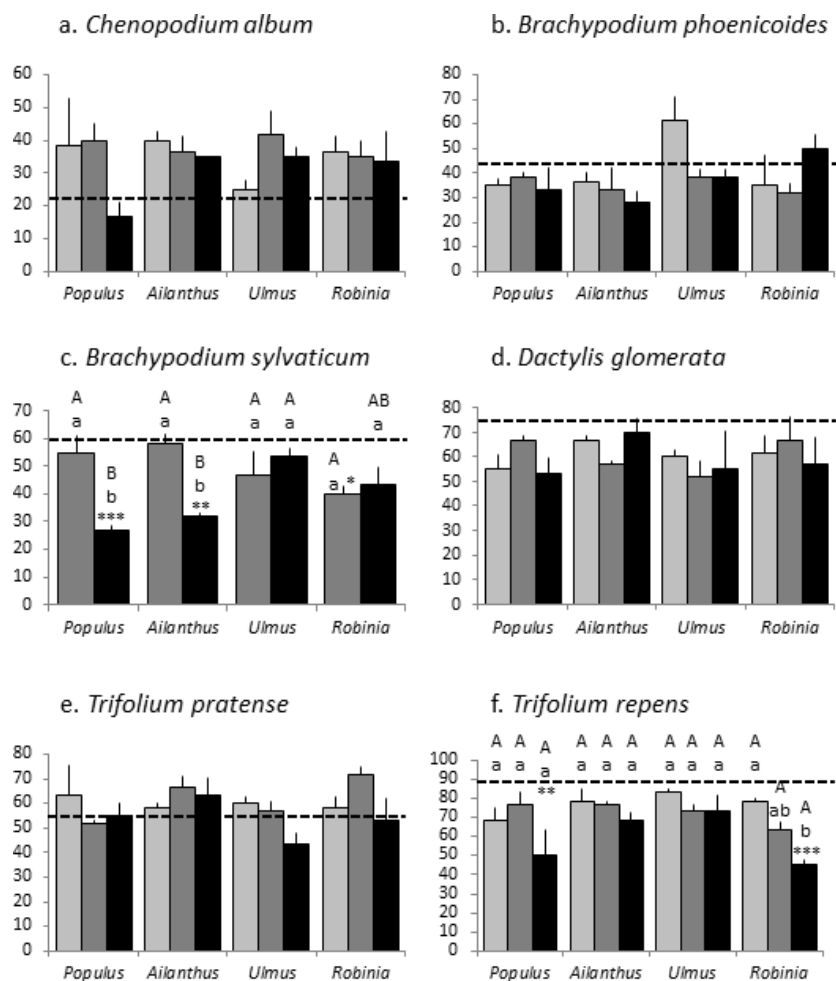 a. Chenopodium album
60
50
40
30
20
10
0
Populus Ailanthus Ulmus Robinia
b. Brachypodium phoenicoides
80
70
60
50
40
30
20
10
0
Populus Ailanthus Ulmus Robinia
c. Brachypodium sylvaticum
A A A A AB
a a a a a
B B A
b b a *
*** **
70
60
50
40
30
20
10
0
Populus Ailanthus Ulmus Robinia
d. Dactylis glomerata
80
70
60
50
40
30
20
10
0
Populus Ailanthus Ulmus Robinia
e. Trifolium pratense
80
70
60
50
40
30
20
10
0
Populus Ailanthus Ulmus Robinia
f. Trifolium repens
A A A A A A A A A A
a a a a a a a a a a
** 
A A
ab b
***
100
90
80
70
60
50
40
30
20
10
0
Populus Ailanthus Ulmus Robinia